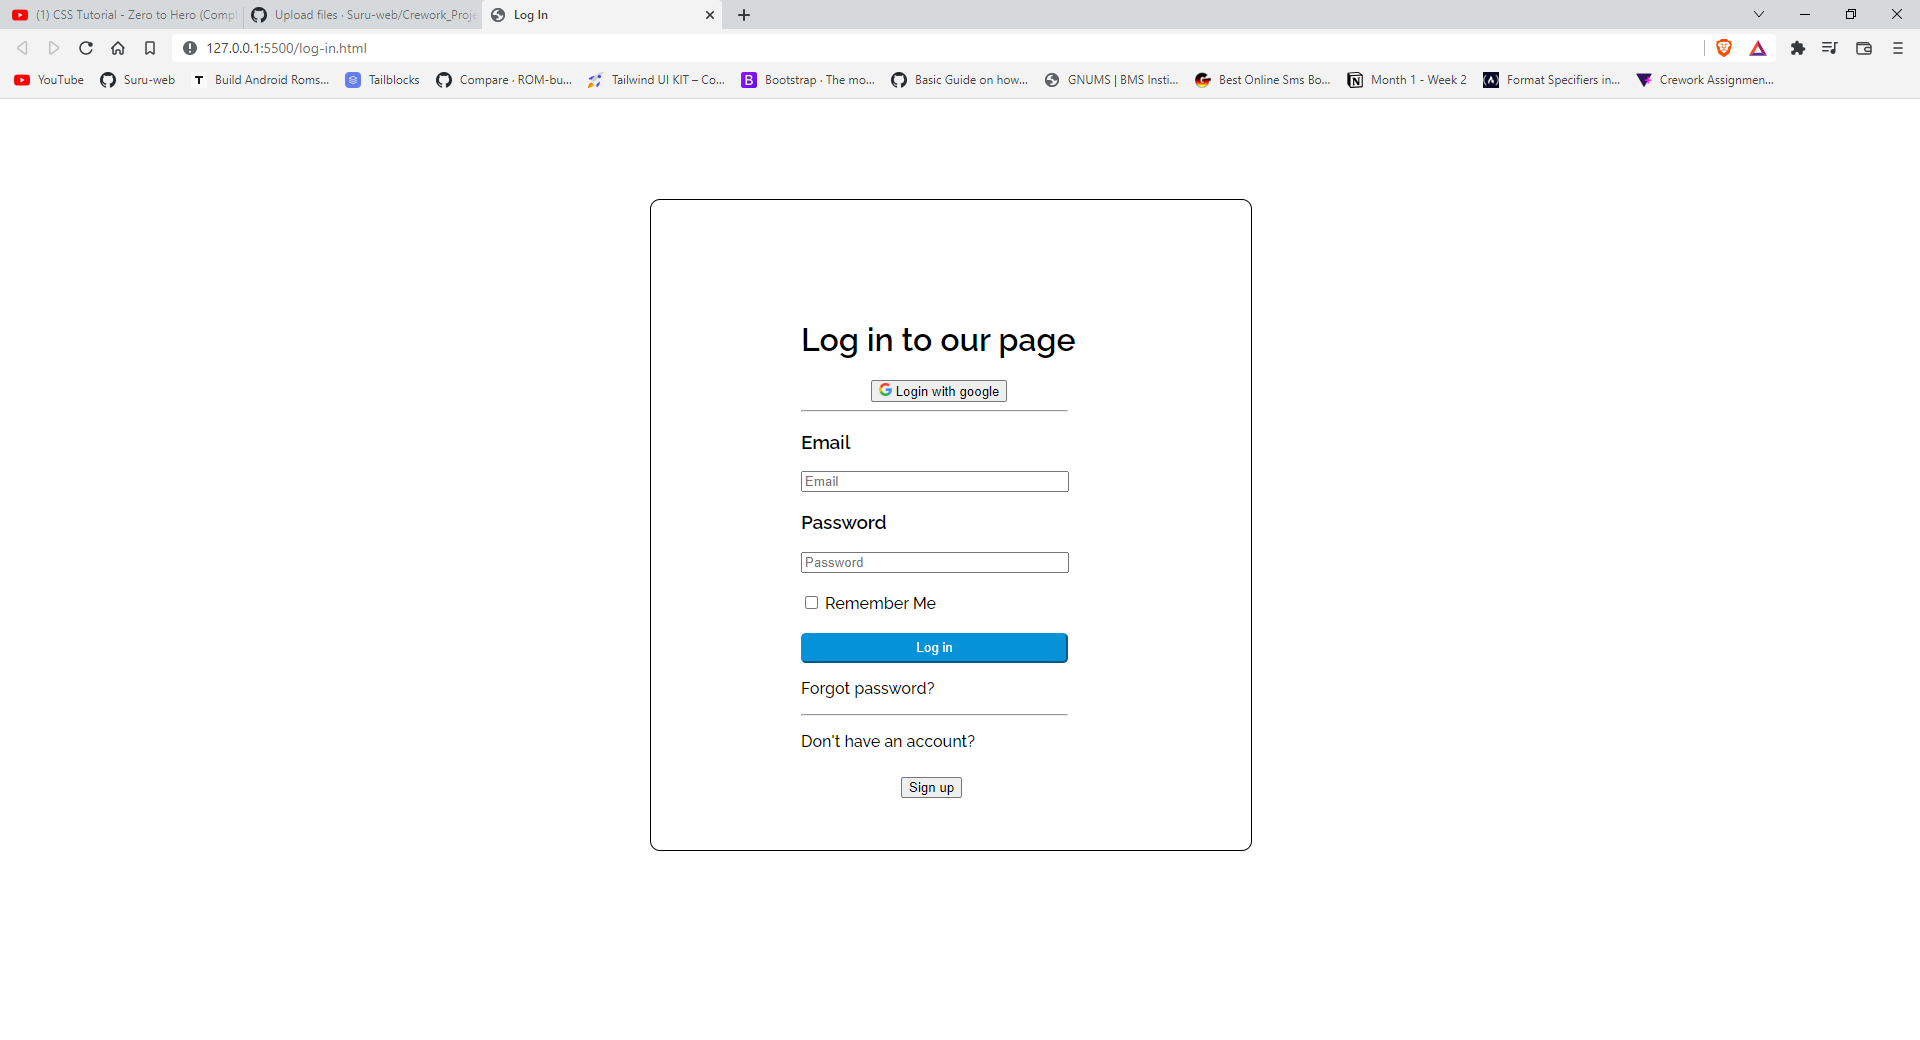 (1) CSS Tutorial - Zero to Hero (Comp
Upload files · Suru-web/Crework_Proj
Log In
127.0.0.1:5500/log-in.html
YouTube
Suru-web
Build Android Roms...
Tailblocks
Compare · ROM-bu...
Tailwind UI KIT – Co...
Bootstrap · The mo...
Basic Guide on how...
GNUMS | BMS Insti...
Best Online Sms Bo...
Month 1 - Week 2
Format Specifiers in...
Crework Assignmen...
Log in to our page
Login with google
Email
Email
Password
Password
Remember Me
Log in
Forgot password?
Don't have an account?
Sign up